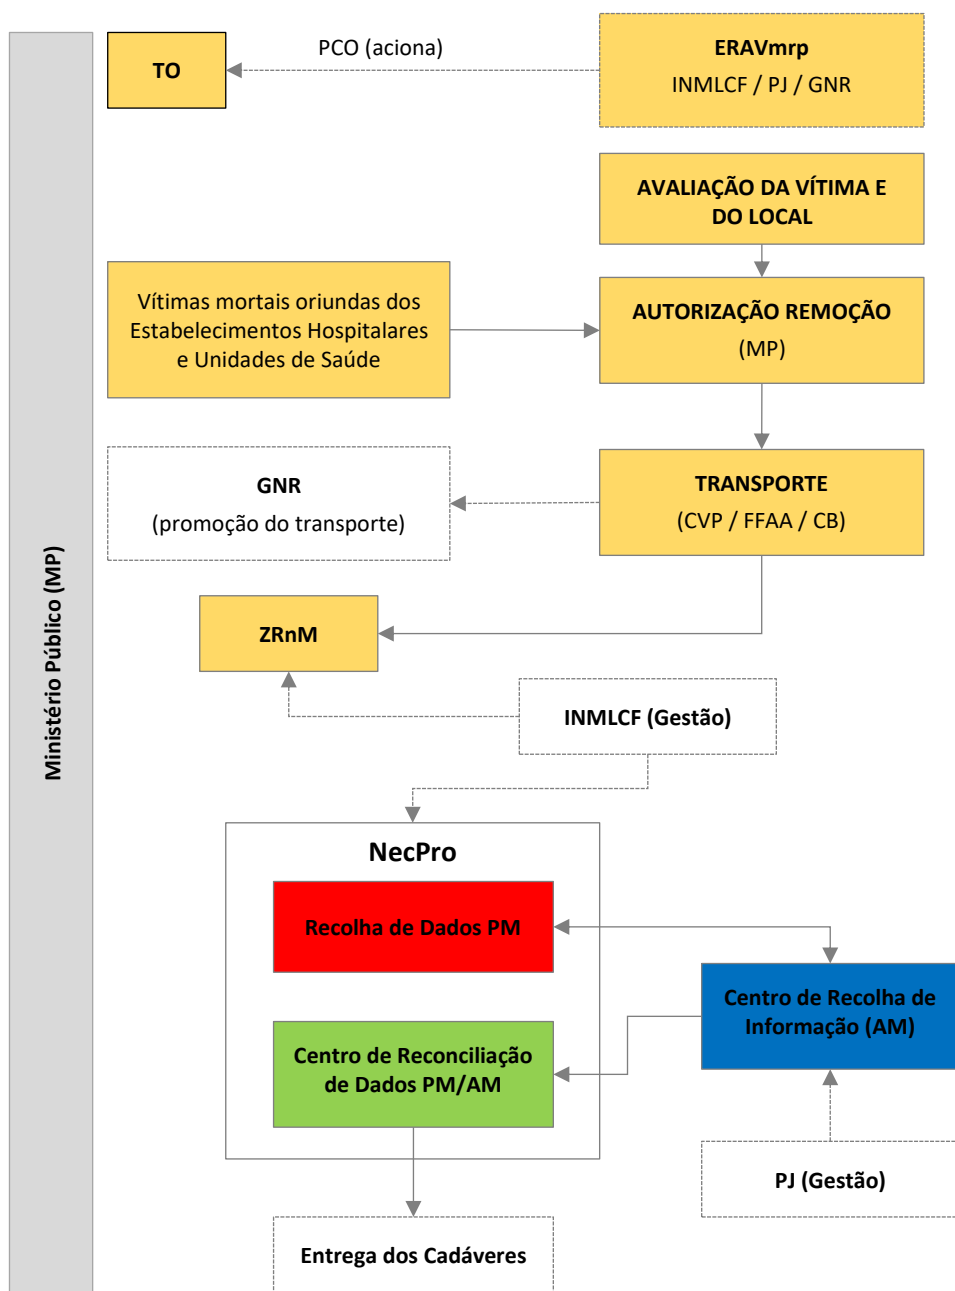 PCO (aciona)
TO
ERAVmrp
INMLCF / PJ / GNR
AVALIAÇÃO DA VÍTIMA E
DO LOCAL
Vítimas mortais oriundas dos
Estabelecimentos Hospitalares
e Unidades de Saúde
AUTORIZAÇÃO REMOÇÃO
(MP)
GNR
(promoção do transporte)
TRANSPORTE
(CVP / FFAA / CB)
Ministério Público (MP)
ZRnM
INMLCF (Gestão)
NecPro
Recolha de Dados PM
Centro de Recolha de
Informação (AM)
Centro de Reconciliação
de Dados PM/AM
PJ (Gestão)
Entrega dos Cadáveres